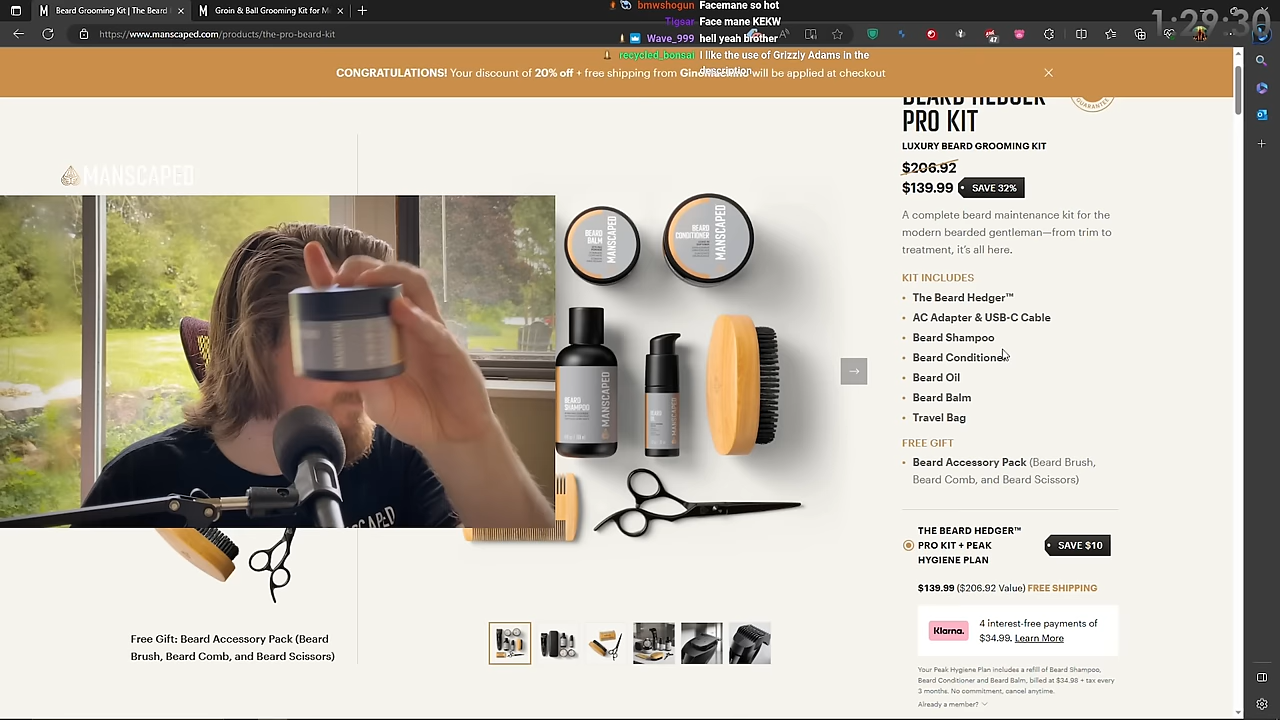 Beard Grooming Kit | The Beard
Groin & Ball Grooming Kit for M
https://www.manscaped.com/products/the-pro-beard-kit
bmwsmoog Facemane so hot
Tigsar Face mane KEKW
Wave_999 hell yeah brother
recycled_bonsai I like the use of Grizzly Adams in the
description
1:29:30
CONGRATULATIONS! Your discount of 20% off + free shipping from will be applied at checkout
BEARD HEDGER
PRO KIT
GUARANTEE
LUXURY BEARD GROOMING KIT
$206.92
$139.99 SAVE 32%
A complete beard maintenance kit for the
modern bearded gentleman—from trim to
treatment, it's all here.
KIT INCLUDES
• The Beard Hedger™
• AC Adapter & USB-C Cable
• Beard Shampoo
• Beard Conditioner
• Beard Oil
• Beard Balm
• Travel Bag
FREE GIFT
• Beard Accessory Pack (Beard Brush,
Beard Comb, and Beard Scissors)
THE BEARD HEDGER™
PRO KIT + PEAK
HYGIENE PLAN
SAVE $10
$139.99 ($206.92 Value) FREE SHIPPING
Klarna.
4 interest-free payments of
$34.99. Learn More
Your Peak Hygiene Plan includes a refill of Beard Shampoo,
Beard Conditioner and Beard Balm, billed at $34.98 + tax every
3 months. No commitment, cancel anytime.
Already a member?
MANSCAPED
BEARD
BALM
MANSCAPED
BEARD
CONDITIONER
MANSCAPED
BEARD
SHAMPOO
MANSCAPED
BEARD
MANSCAPED
Free Gift: Beard Accessory Pack (Beard
Brush, Beard Comb, and Beard Scissors)